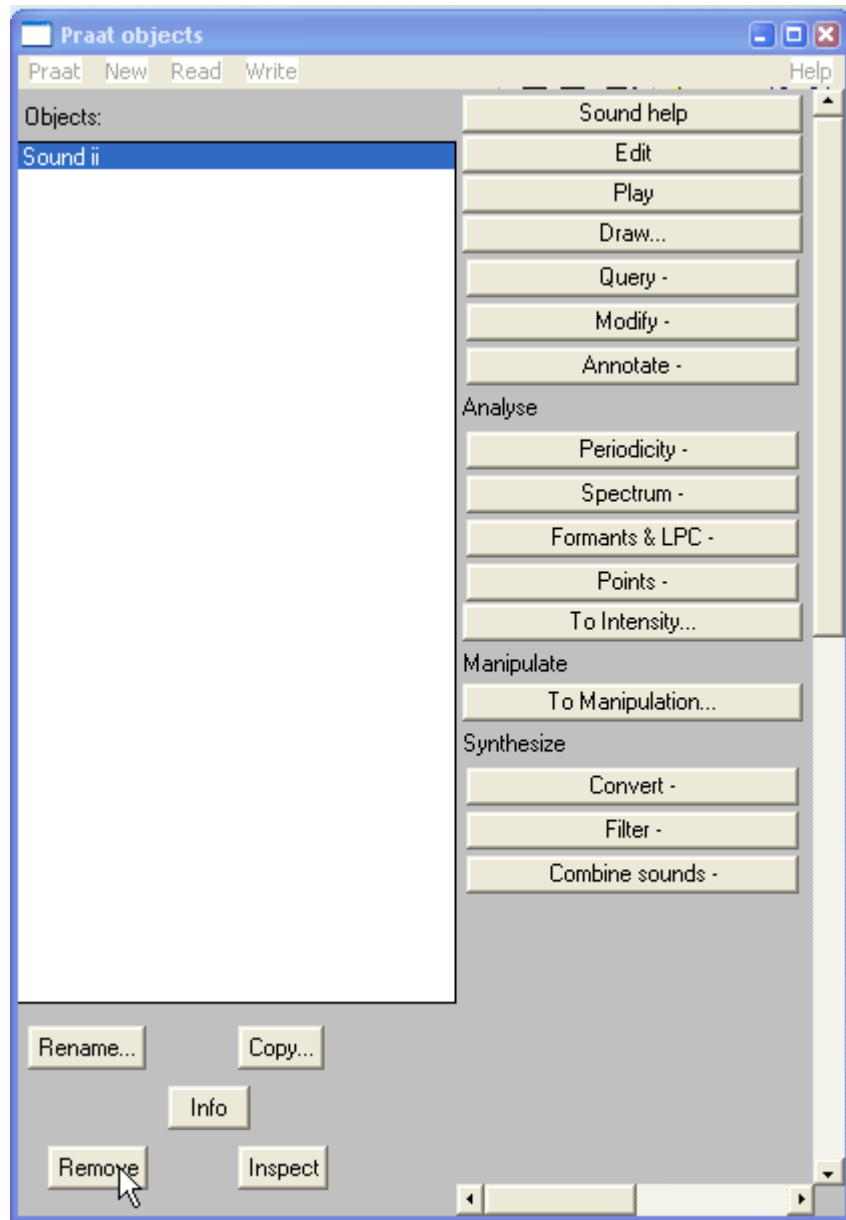 Praat objects
Praat New Read Write Help
Objects:
Sound ii
Sound help
Edit
Play
Draw...
Query -
Modify -
Annotate -
Analyse
Periodicity -
Spectrum -
Formants & LPC -
Points -
To Intensity...
Manipulate
To Manipulation...
Synthesize
Convert -
Filter -
Combine sounds -
Rename... Copy...
Info
Remove Inspect